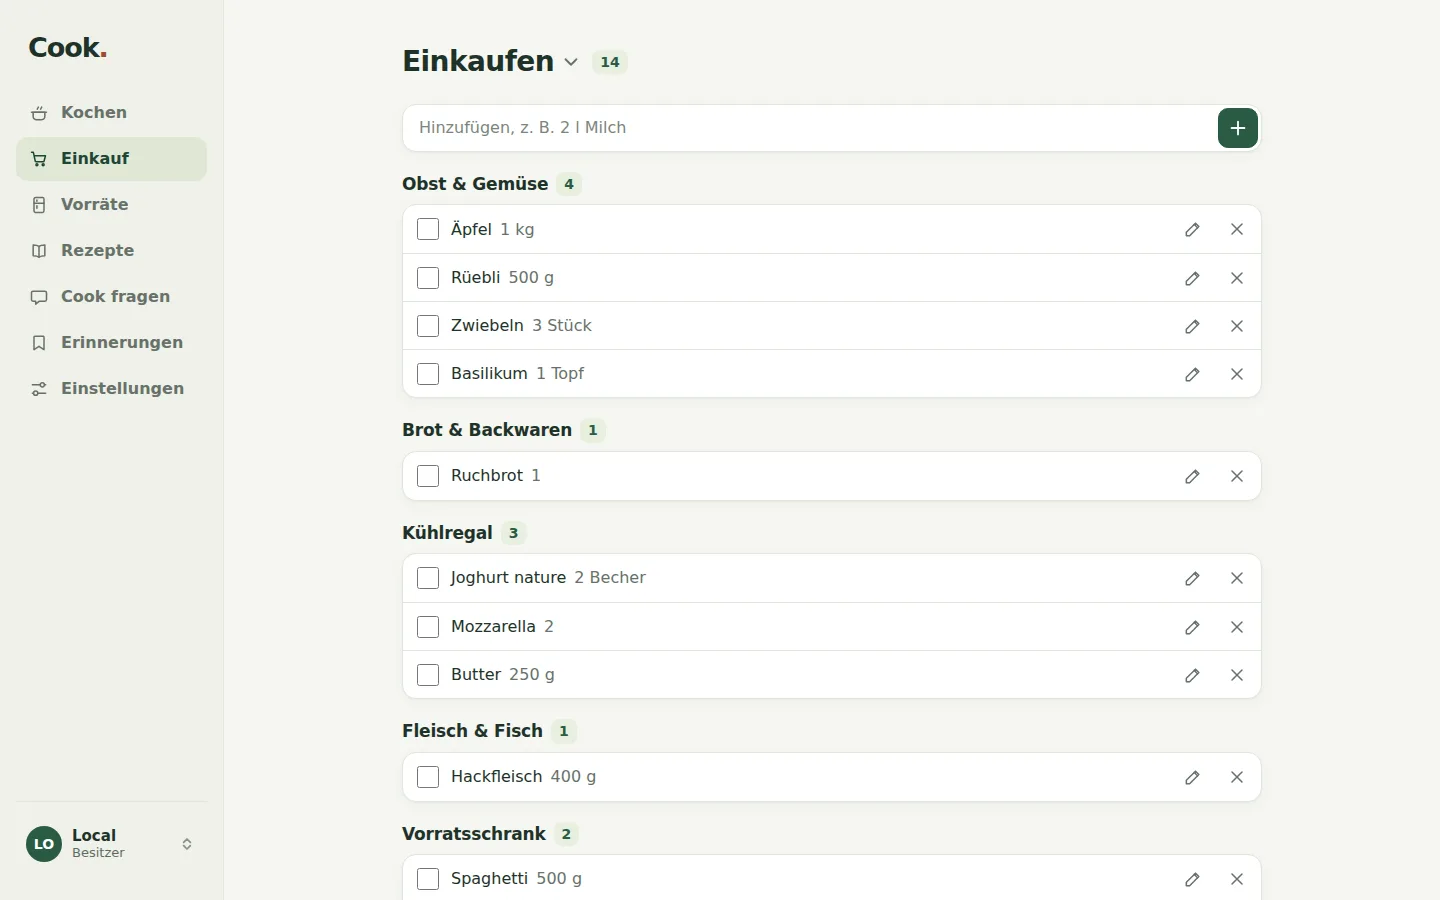 Cook.
Kochen
Einkauf
Vorräte
Rezepte
Cook fragen
Erinnerungen
Einstellungen
LO
Local
Besitzer
Einkaufen 14
Hinzufügen, z. B. 2 l Milch
Obst & Gemüse 4
Äpfel 1 kg
Rüebli 500 g
Zwiebeln 3 Stück
Basilikum 1 Topf
Brot & Backwaren 1
Ruchbrot 1
Kühlregal 3
Joghurt nature 2 Becher
Mozzarella 2
Butter 250 g
Fleisch & Fisch 1
Hackfleisch 400 g
Vorratsschrank 2
Spaghetti 500 g